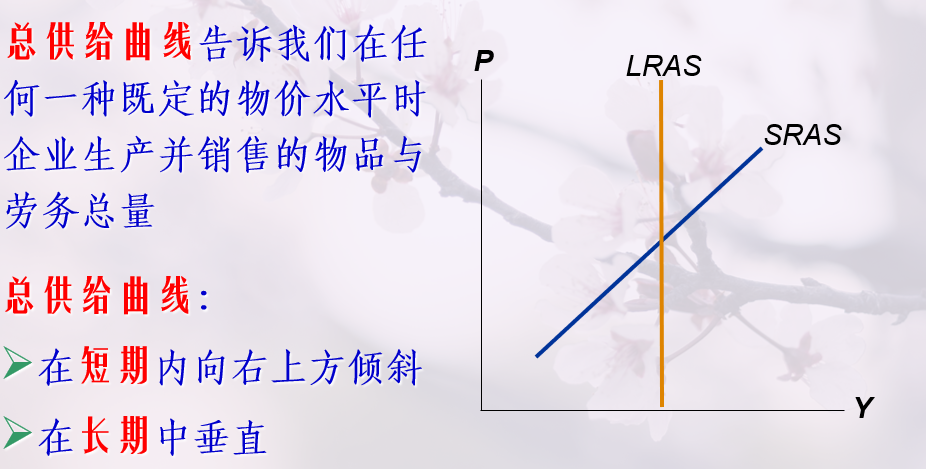 总供给曲线告诉我们在任
何一种既定的物价水平时
企业生产并销售的物品与
劳务总量
总供给曲线：
在短期内向右上方倾斜
在长期中垂直
P
LRAS
SRAS
Y